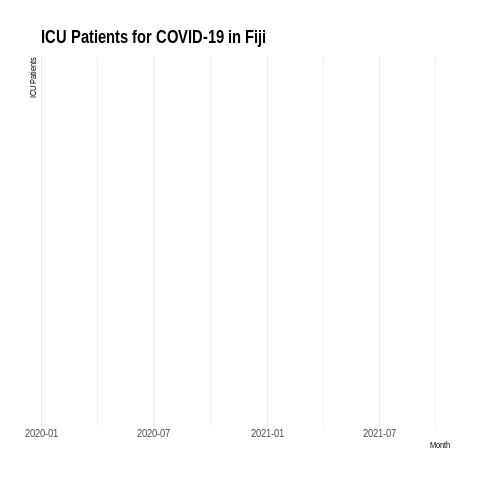 ICU Patients for COVID-19 in Fiji
ICU Patients
2020-01
2020-07
2021-01
2021-07
Month